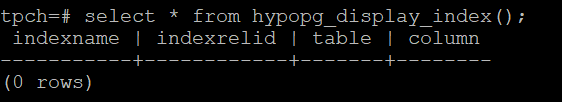 tpch=# select * from hypopg_display_index();
 indexname | indexrelid | table | column
-----------+------------+-------+--------
(0 rows)